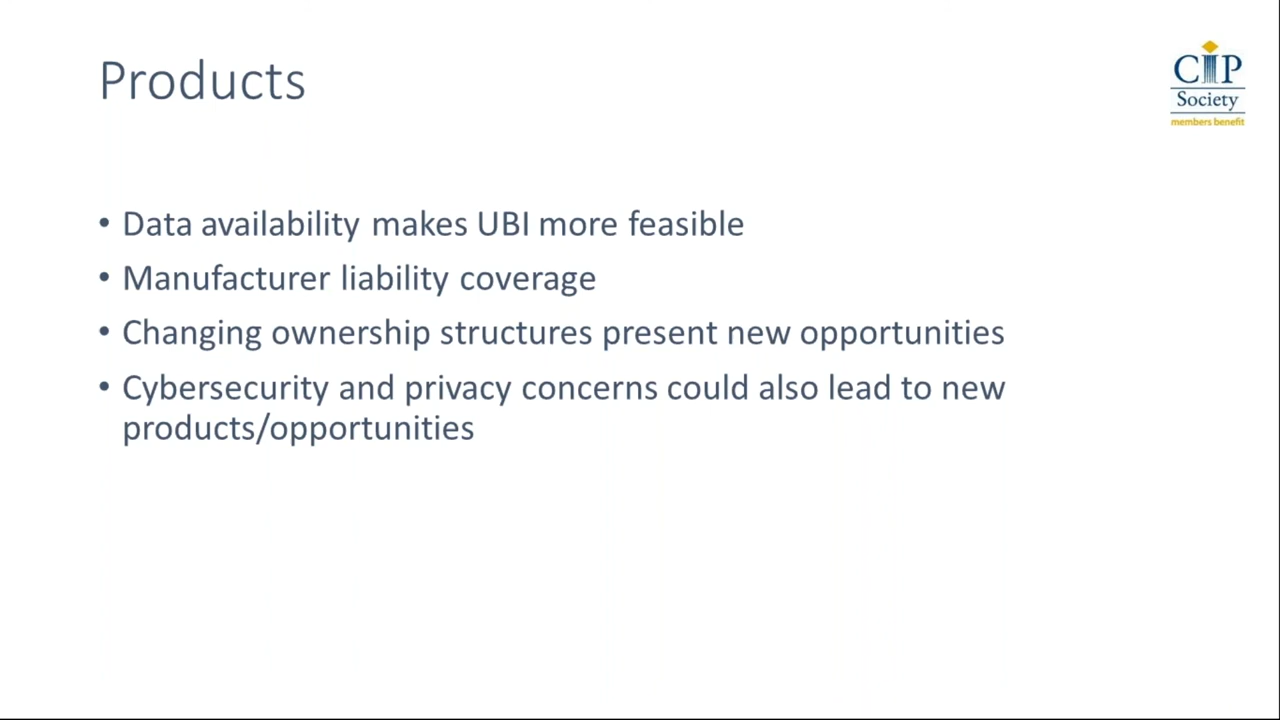 Products
CIP
Society
members benefit
• Data availability makes UBI more feasible
• Manufacturer liability coverage
• Changing ownership structures present new opportunities
• Cybersecurity and privacy concerns could also lead to new
products/opportunities